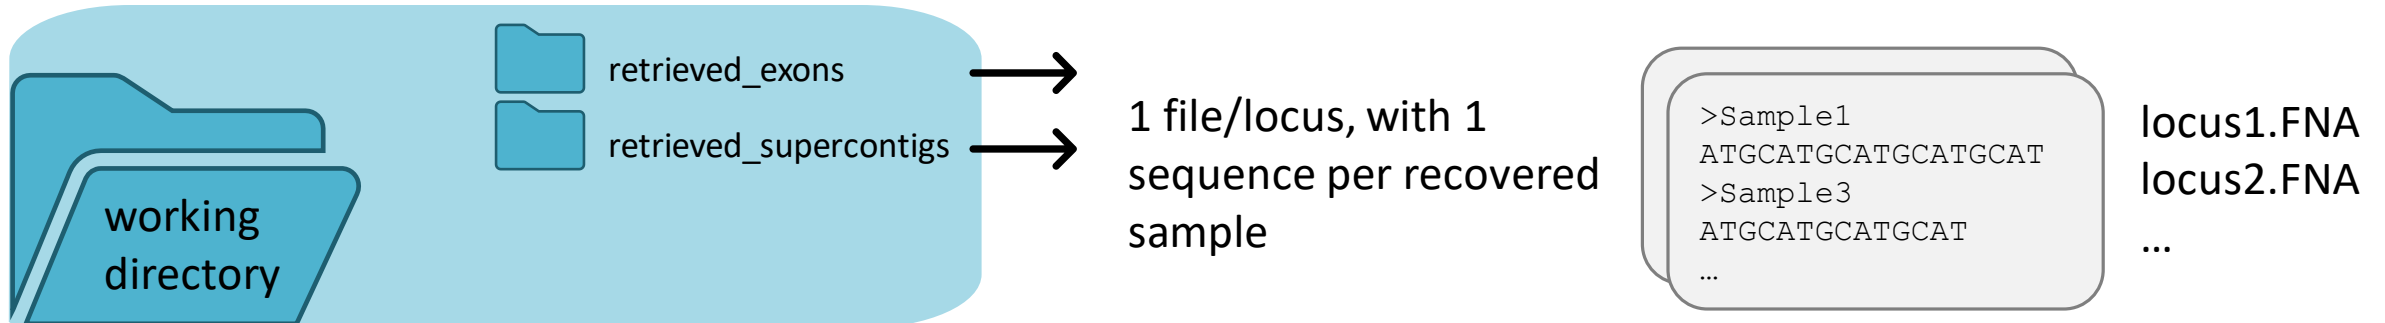 working
directory
retrieved_exons
retrieved_supercontigs
1 file/locus, with 1
sequence per recovered
sample
>Sample1
ATGCATGCATGCATGCAT
>Sample3
ATGCATGCATGCAT
…
locus1.FNA
locus2.FNA
…